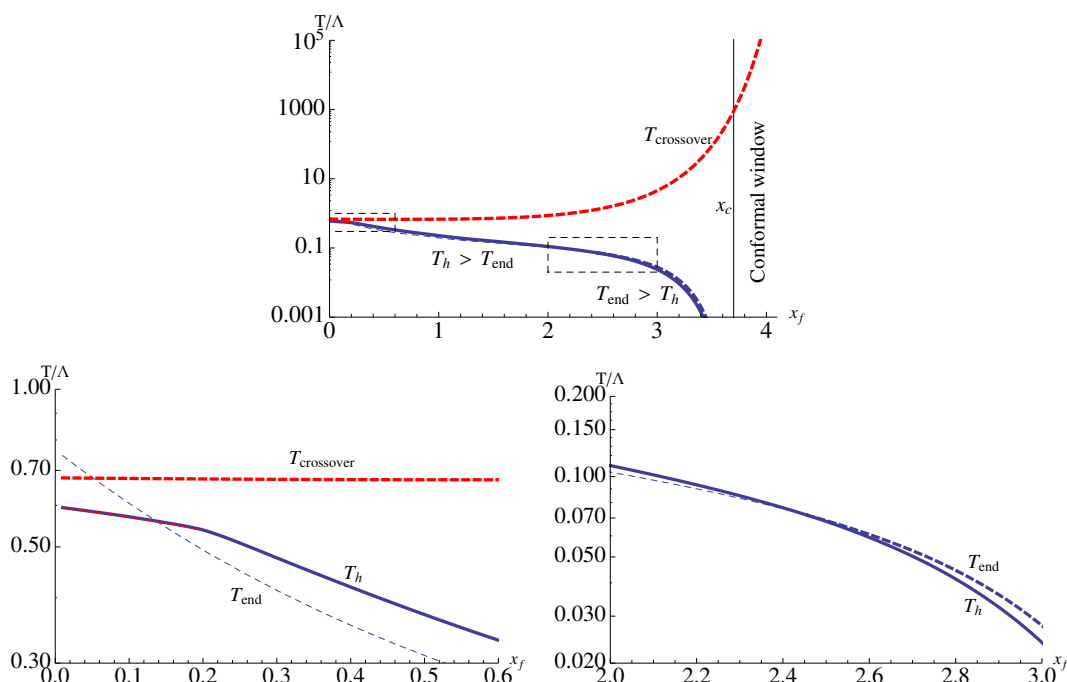 T/Λ
10^5
1000
10
0.1
0.001
T_crossover
x_c
Conformal window
T_h > T_end
T_end > T_h
0 1 2 3 4 x_f
T/Λ
1.00
0.70
0.50
0.30
T_crossover
T_h
T_end
0.0 0.1 0.2 0.3 0.4 0.5 0.6 x_f
T/Λ
0.200
0.150
0.100
0.070
0.050
0.030
0.020
T_end
T_h
2.0 2.2 2.4 2.6 2.8 3.0 x_f